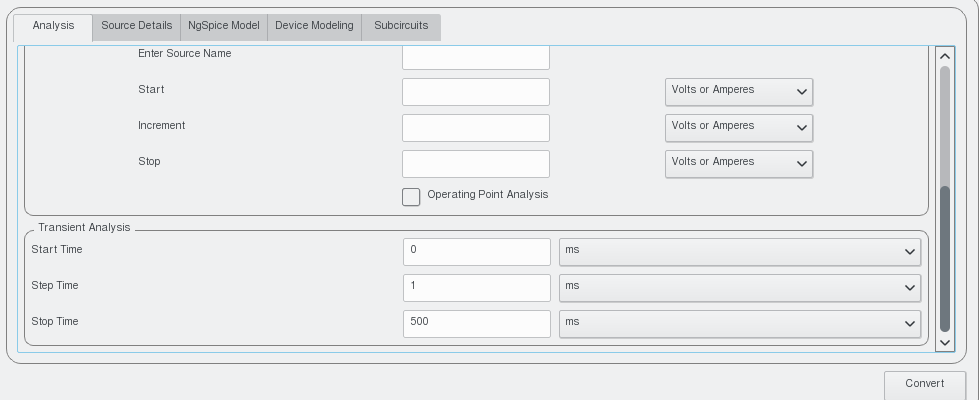 Analysis Source Details NgSpice Model Device Modeling Subcircuits
Enter Source Name
Start Volts or Amperes
Increment Volts or Amperes
Stop Volts or Amperes
Operating Point Analysis
Transient Analysis
Start Time 0 ms
Step Time 1 ms
Stop Time 500 ms
Convert